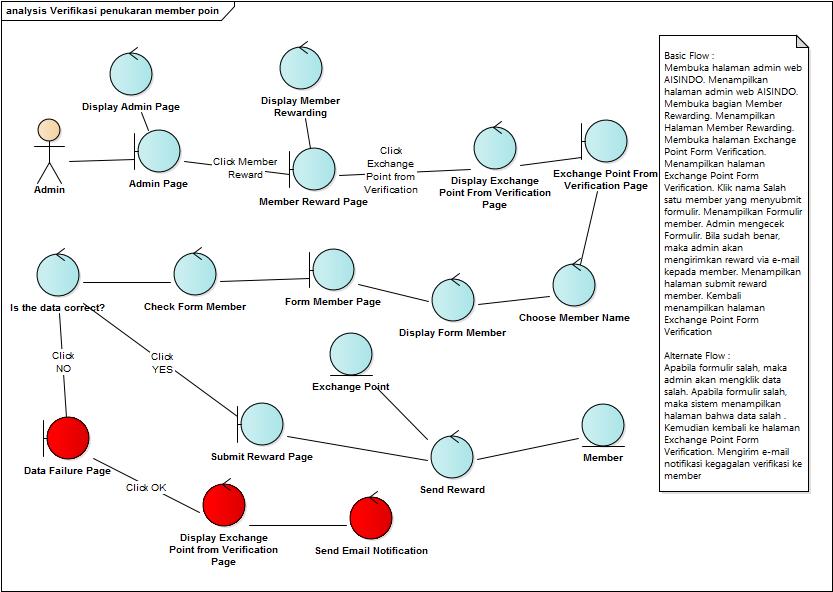 analysis Verifikasi penukaran member poin
Display Admin Page
Display Member
Rewarding
Admin
Admin Page
Click Member
Reward
Member Reward Page
Click
Exchange
Point from
Verification
Display Exchange
Point From Verification
Page
Exchange Point From
Verification Page
Is the data correct?
Check Form Member
Form Member Page
Display Form Member
Choose Member Name
Click
NO
Click
YES
Exchange Point
Data Failure Page
Submit Reward Page
Send Reward
Member
Click OK
Display Exchange
Point from Verification
Page
Send Email Notification
Basic Flow :
Membuka halaman admin web
AISINDO. Menampilkan
halaman admin web AISINDO.
Membuka bagian Member
Rewarding. Menampilkan
Halaman Member Rewarding.
Membuka halaman Exchange
Point Form Verification.
Menampilkan halaman
Exchange Point Form
Verification. Klik nama Salah
satu member yang menyubmit
formulir. Menampilkan Formulir
member. Admin mengecek
Formulir. Bila sudah benar,
maka admin akan
mengirimkan reward via e-mail
kepada member. Menampilkan
halaman submit reward
member. Kembali
menampilkan halaman
Exchange Point Form
Verification
Alternate Flow :
Apabila formulir salah, maka
admin akan mengklik data
salah. Apabila formulir salah,
maka sistem menampilkan
halaman bahwa data salah .
Kemudian kembali ke halaman
Exchange Point Form
Verification. Mengirim e-mail
notifikasi kegagalan verifikasi ke
member